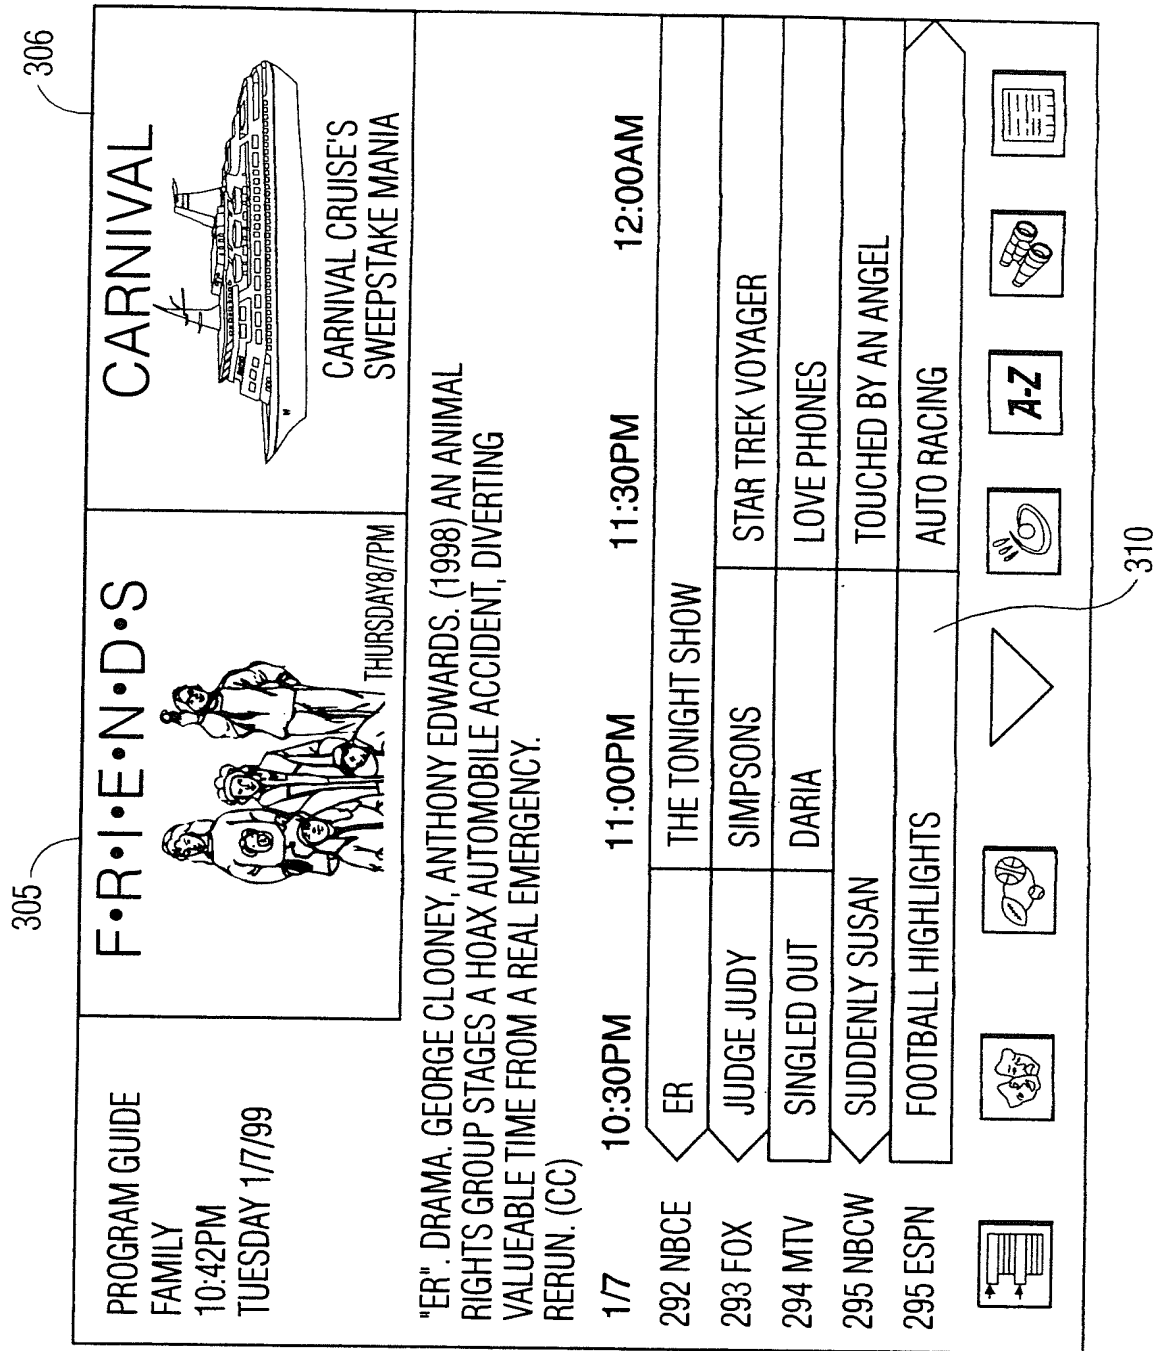 PROGRAM GUIDE
FAMILY
10:42PM
TUESDAY 1/7/99
305
F•R•I•E•N•D•S
THURSDAY8/7PM
306
CARNIVAL
CARNIVAL CRUISE'S
SWEEPSTAKE MANIA
"ER". DRAMA. GEORGE CLOONEY, ANTHONY EDWARDS. (1998) AN ANIMAL
RIGHTS GROUP STAGES A HOAX AUTOMOBILE ACCIDENT, DIVERTING
VALUEABLE TIME FROM A REAL EMERGENCY.
RERUN. (CC)
1/7 10:30PM 11:00PM 11:30PM 12:00AM
292 NBCE ER THE TONIGHT SHOW
293 FOX JUDGE JUDY SIMPSONS STAR TREK VOYAGER
294 MTV SINGLED OUT DARIA LOVE PHONES
295 NBCW SUDDENLY SUSAN TOUCHED BY AN ANGEL
295 ESPN FOOTBALL HIGHLIGHTS AUTO RACING
A-Z
310